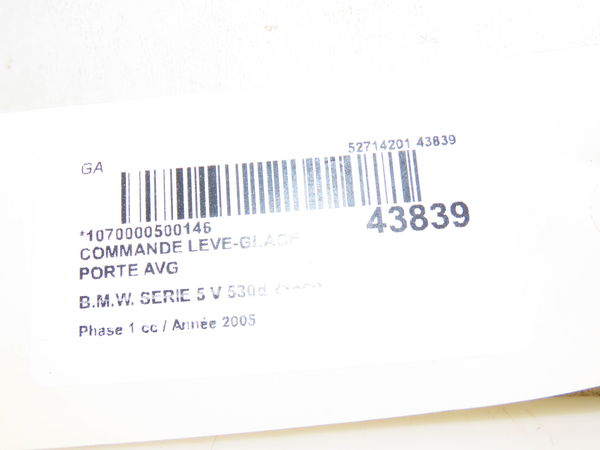 52714201 43839
GA
*1070000500146
43839
COMMANDE LEVE-GLACE
PORTE AVG
B.M.W. SERIE 5 V 530d
Phase 1 cc / Année 2005